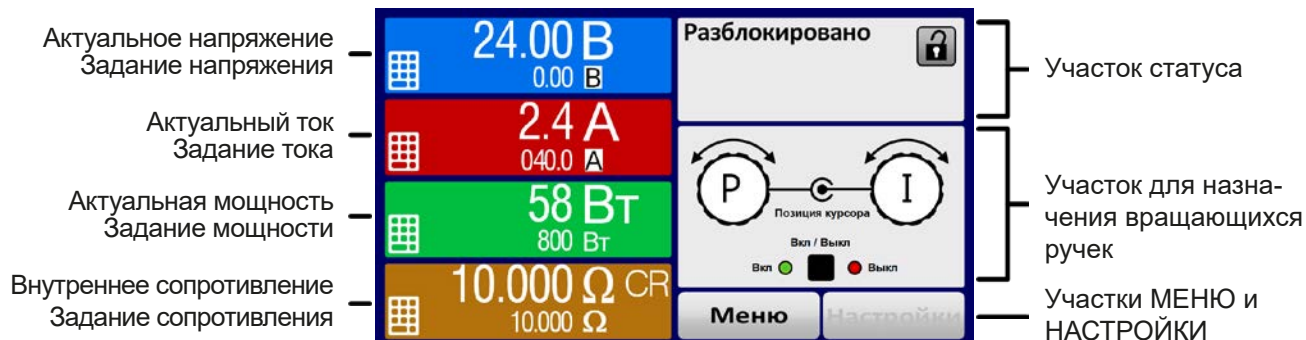 Актуальное напряжение
Задание напряжения
Актуальный ток
Задание тока
Актуальная мощность
Задание мощности
Внутреннее сопротивление
Задание сопротивления
24.00 В
0.00 В
2.4 А
040.0 А
58 Вт
800 Вт
10.000 Ω CR
10.000 Ω
Разблокировано
P
I
Позиция курсора
Вкл / Выкл
Вкл
Выкл
Меню
Настройки
Участок статуса
Участок для назна-
чения вращающихся
ручек
Участки МЕНЮ и
НАСТРОЙКИ